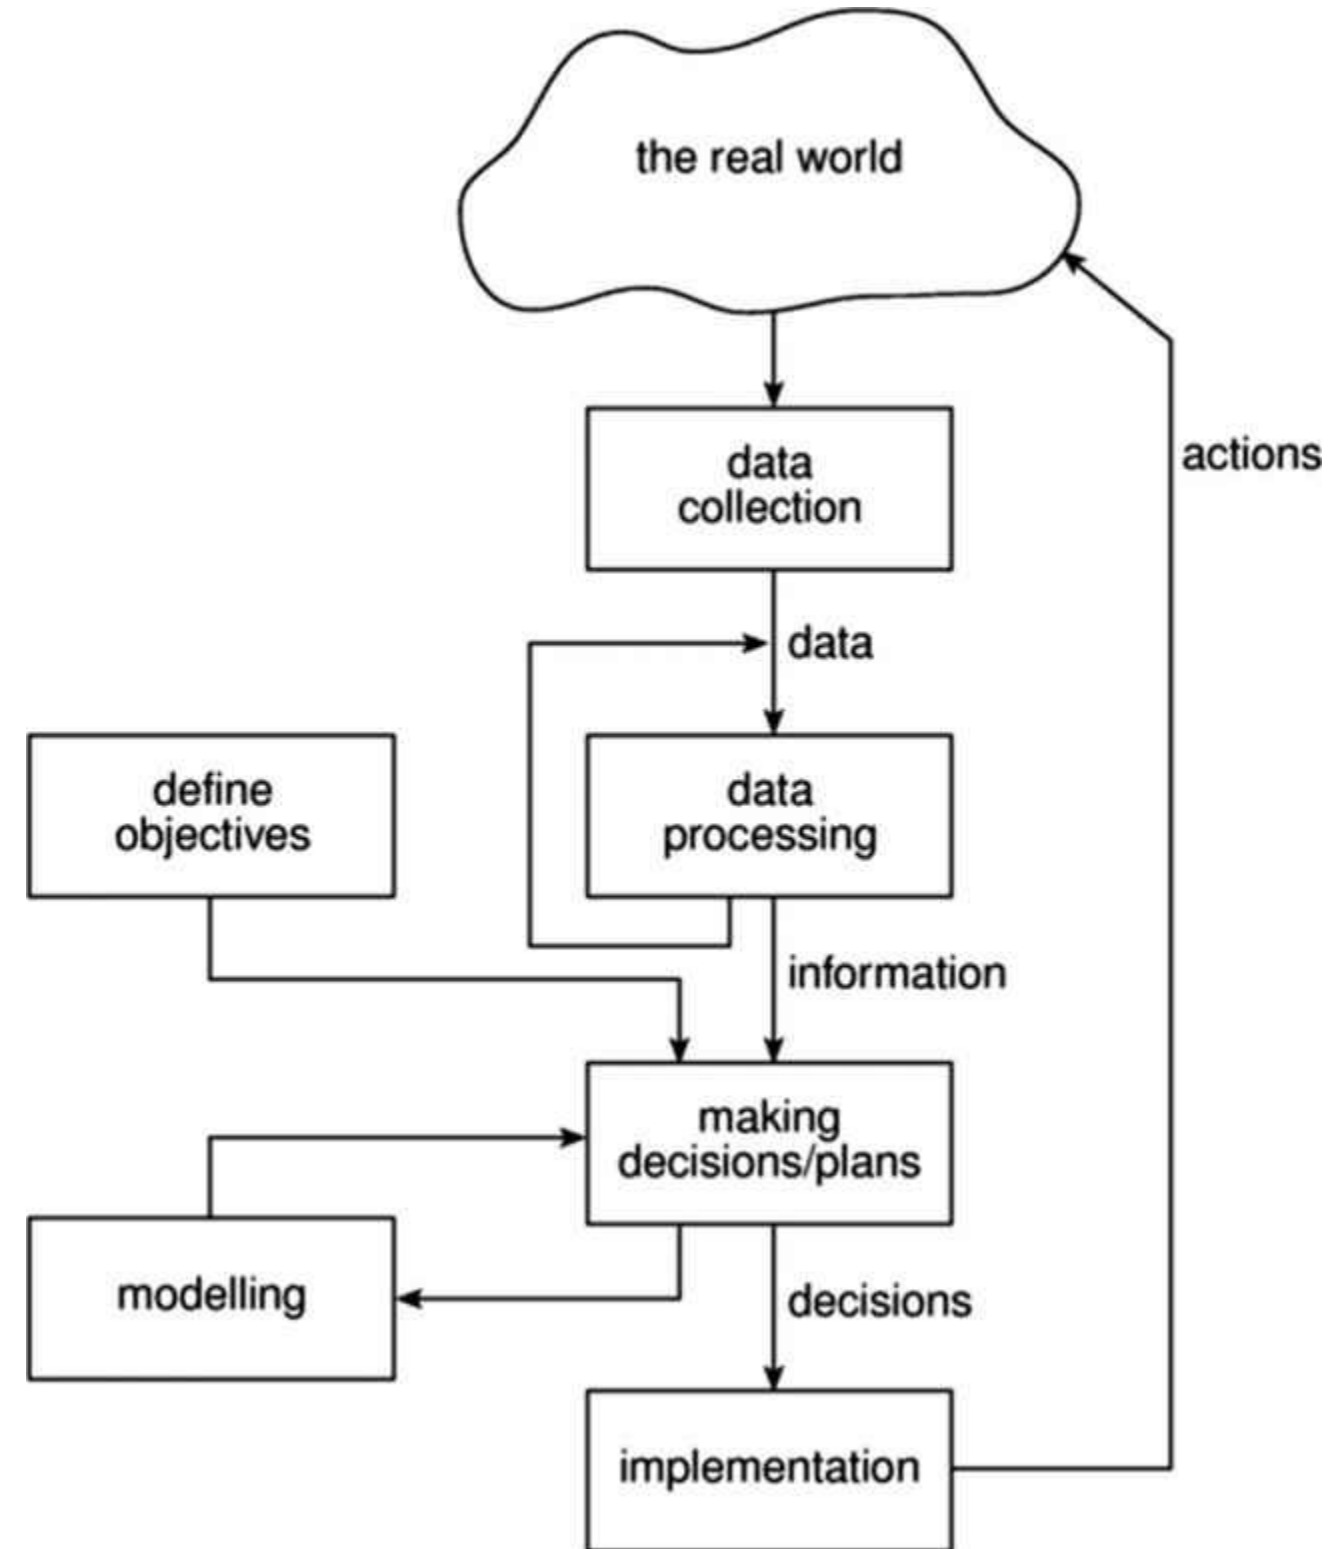 the real world
data
collection
actions
data
define
objectives
data
processing
information
making
decisions/plans
modelling
decisions
implementation